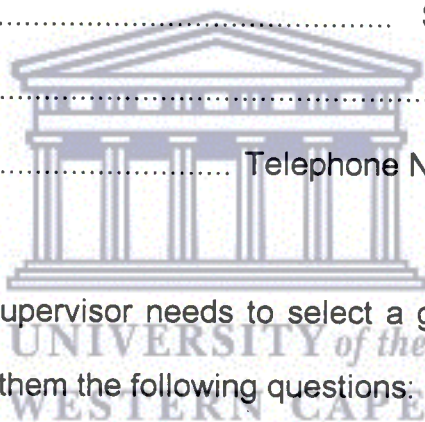 Telephone N
upervisor needs to select a g
UNIVERSITY of the
them the following questions:
WESTERN CAPE